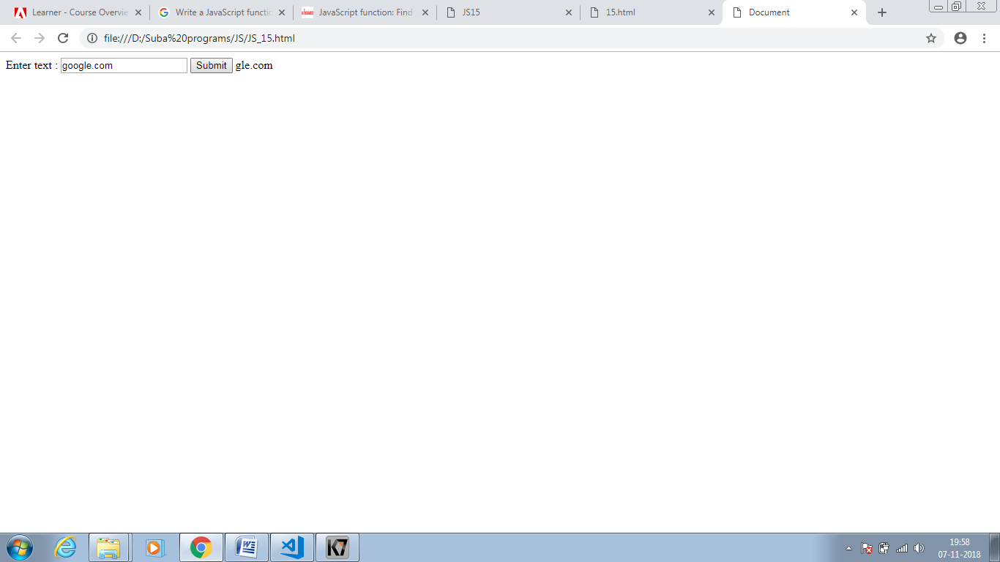 Learner - Course Overvie
Write a JavaScript functio
JavaScript function: Find
JS15
15.html
Document
file:///D:/Suba%20programs/JS/JS_15.html
Enter text : google.com Submit gle.com
K7
19:58
07-11-2018